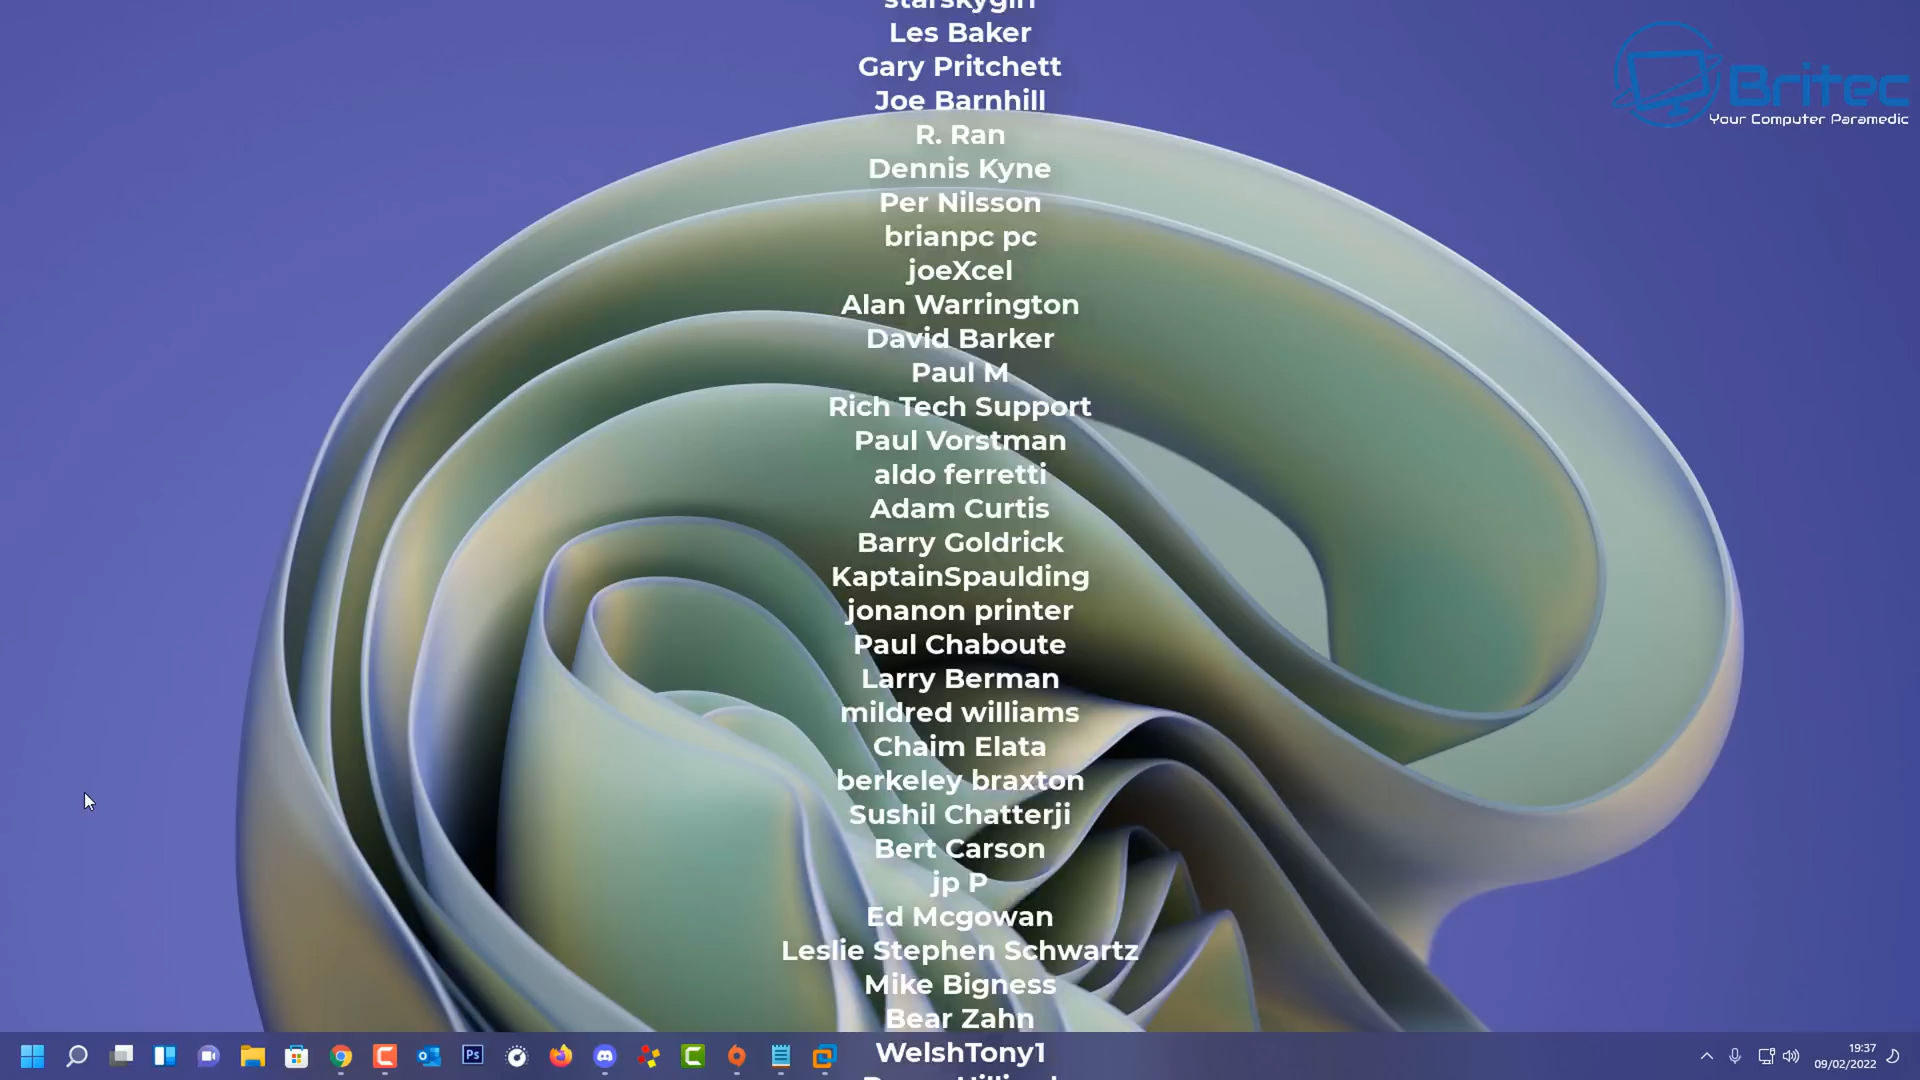 starskygirl
Les Baker
Gary Pritchett
Joe Barnhill
R. Ran
Dennis Kyne
Per Nilsson
brianpc pc
joeXcel
Alan Warrington
David Barker
Paul M
Rich Tech Support
Paul Vorstman
aldo ferretti
Adam Curtis
Barry Goldrick
KaptainSpaulding
jonanon printer
Paul Chaboute
Larry Berman
mildred williams
Chaim Elata
berkeley braxton
Sushil Chatterji
Bert Carson
jp P
Ed Mcgowan
Leslie Stephen Schwartz
Mike Bigness
Bear Zahn
WelshTony1
Britec
Your Computer Paramedic
Ps
19:37
09/02/2022